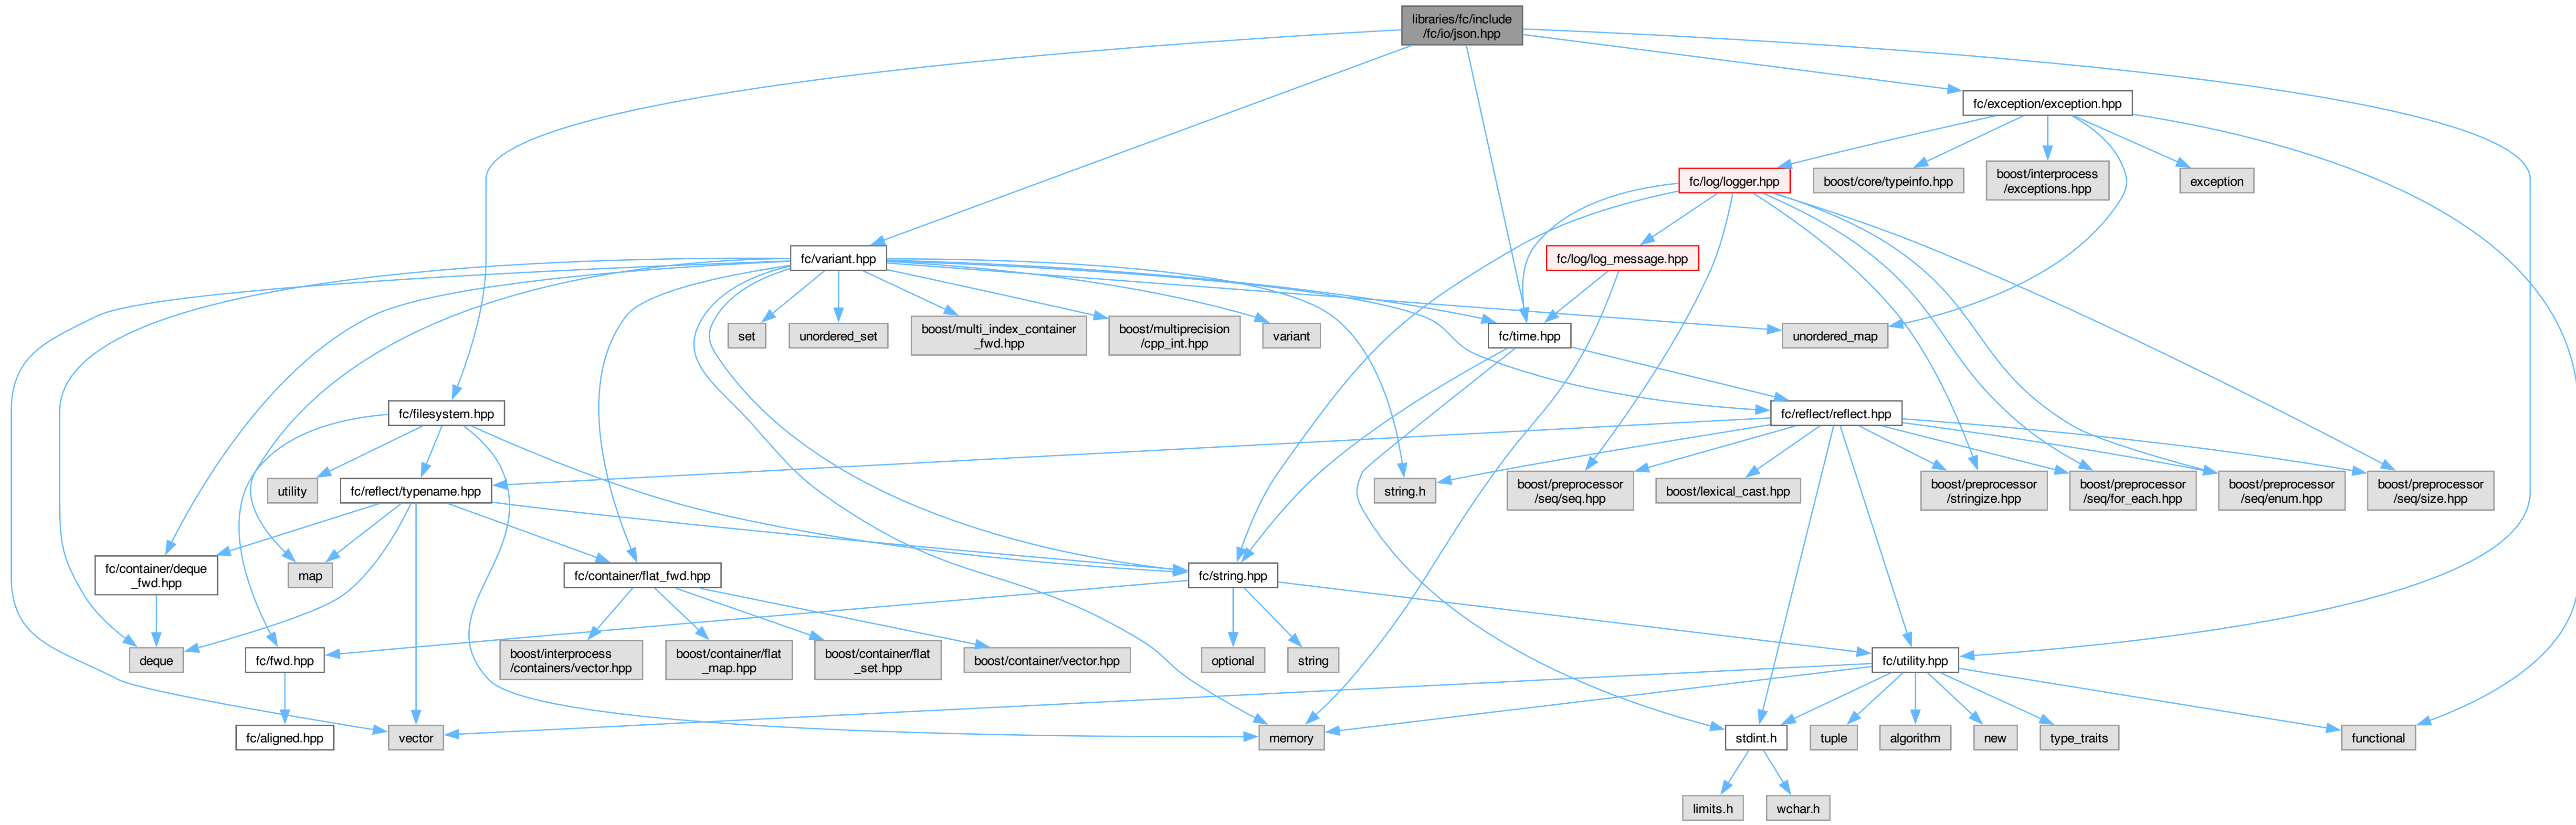 libraries/fc/include
/fc/io/json.hpp
fc/exception/exception.hpp
fc/log/logger.hpp
boost/core/typeinfo.hpp
boost/interprocess
/exceptions.hpp
exception
fc/variant.hpp
fc/log/log_message.hpp
set
unordered_set
boost/multi_index_container
_fwd.hpp
boost/multiprecision
/cpp_int.hpp
variant
fc/time.hpp
unordered_map
fc/filesystem.hpp
fc/reflect/reflect.hpp
utility
fc/reflect/typename.hpp
string.h
boost/preprocessor
/seq/seq.hpp
boost/lexical_cast.hpp
boost/preprocessor
/stringize.hpp
boost/preprocessor
/seq/for_each.hpp
boost/preprocessor
/seq/enum.hpp
boost/preprocessor
/seq/size.hpp
fc/container/deque
_fwd.hpp
map
fc/container/flat_fwd.hpp
fc/string.hpp
deque
fc/fwd.hpp
boost/interprocess
/containers/vector.hpp
boost/container/flat
_map.hpp
boost/container/flat
_set.hpp
boost/container/vector.hpp
optional
string
fc/utility.hpp
fc/aligned.hpp
vector
memory
stdint.h
tuple
algorithm
new
type_traits
functional
limits.h
wchar.h